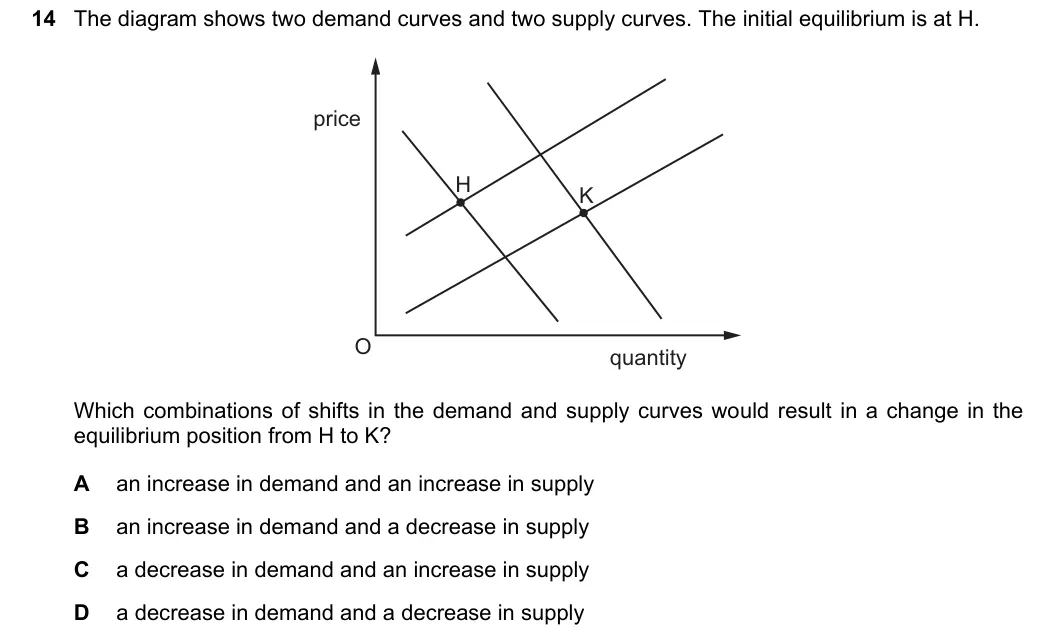 14 The diagram shows two demand curves and two supply curves. The initial equilibrium is at H.
price
H
K
O
quantity
Which combinations of shifts in the demand and supply curves would result in a change in the
equilibrium position from H to K?
A an increase in demand and an increase in supply
B an increase in demand and a decrease in supply
C a decrease in demand and an increase in supply
D a decrease in demand and a decrease in supply